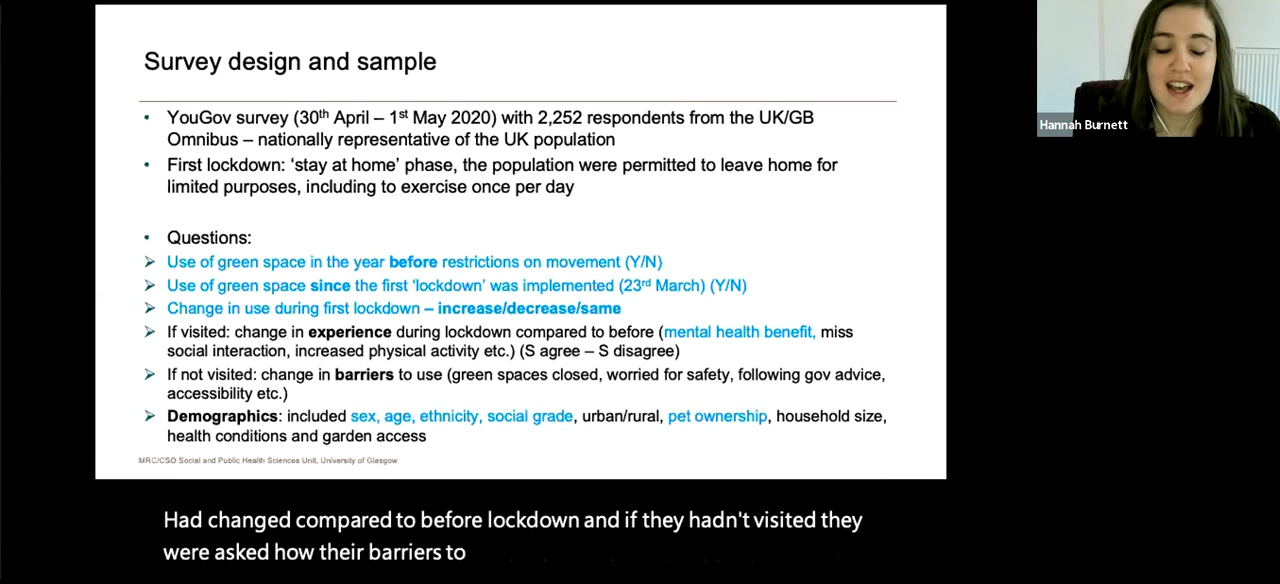 Survey design and sample
• YouGov survey (30th April – 1st May 2020) with 2,252 respondents from the UK/GB
Omnibus – nationally representative of the UK population
• First lockdown: ‘stay at home’ phase, the population were permitted to leave home for
limited purposes, including to exercise once per day
• Questions:
➢ Use of green space in the year before restrictions on movement (Y/N)
➢ Use of green space since the first ‘lockdown’ was implemented (23rd March) (Y/N)
➢ Change in use during first lockdown – increase/decrease/same
➢ If visited: change in experience during lockdown compared to before (mental health benefit, miss
social interaction, increased physical activity etc.) (S agree – S disagree)
➢ If not visited: change in barriers to use (green spaces closed, worried for safety, following gov advice,
accessibility etc.)
➢ Demographics: included sex, age, ethnicity, social grade, urban/rural, pet ownership, household size,
health conditions and garden access
MRC/CSO Social and Public Health Sciences Unit, University of Glasgow
Hannah Burnett
Had changed compared to before lockdown and if they hadn't visited they
were asked how their barriers to